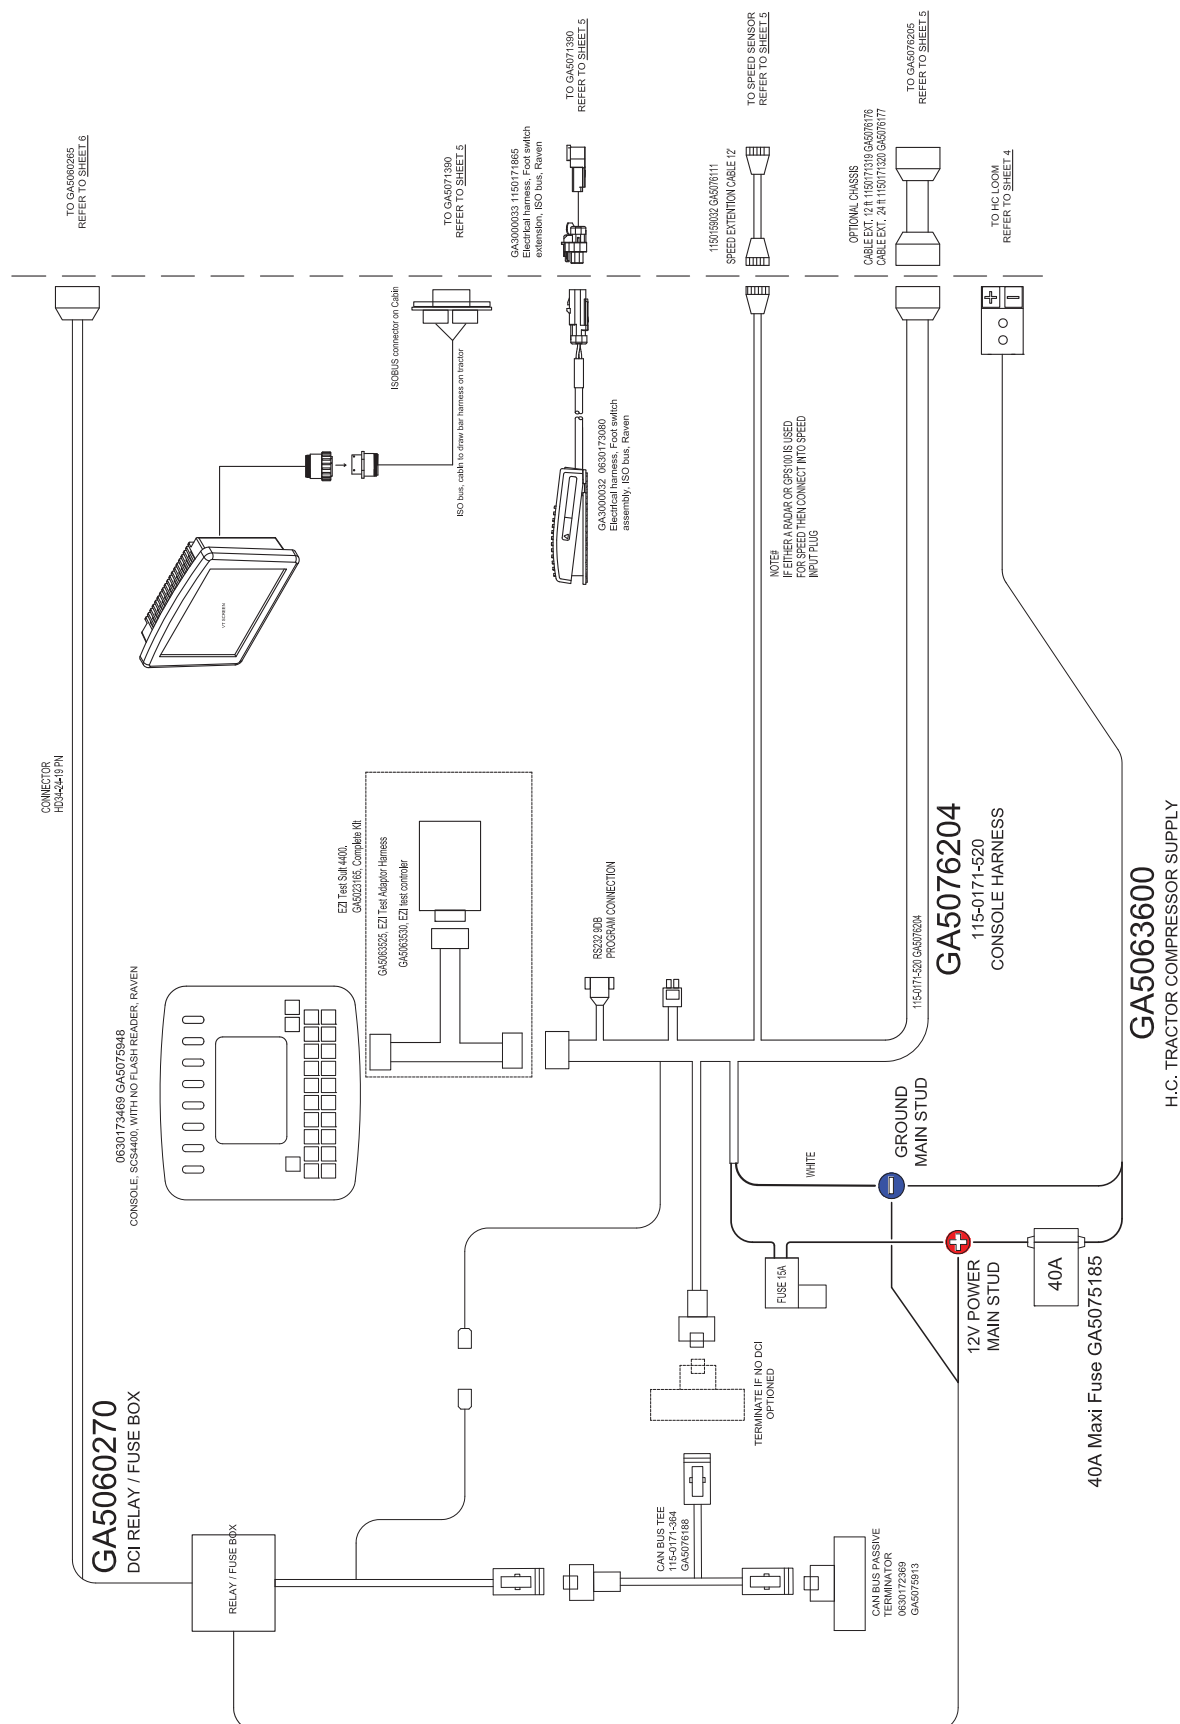 TO GA5060265
REFER TO SHEET 6
TO GA5071390
REFER TO SHEET 5
TO GA5071390
REFER TO SHEET 5
TO SPEED SENSOR
REFER TO SHEET 5
TO GA5076205
REFER TO SHEET 5
TO HC LOOM
REFER TO SHEET 4
GA3000033 1150171865
Electrical harness, Foot switch
extension, ISO bus, Raven
1150159032 GA5076111
SPEED EXTENTION CABLE 12'
OPTIONAL CHASSIS
CABLE EXT. 12 ft 1150171319 GA5076176
CABLE EXT. 24 ft 1150171320 GA5076177
CONNECTOR
HD34-24-19 PN
VT SCREEN
ISOBUS connector on Cabin
ISO bus, cabin to draw bar harness on tractor
GA3000032 0630173080
Electrical harness, Foot switch
assembly, ISO bus, Raven
NOTE#
IF EITHER A RADAR OR GPS100 IS USED
FOR SPEED THEN CONNECT INTO SPEED
INPUT PLUG
0630173469 GA5075948
CONSOLE, SCS4400, WITH NO FLASH READER, RAVEN
EZI Test Suit 4400.
GA5023165, Complete Kit
GA5063525, EZI Test Adaptor Harness
GA5063530, EZI test controler
RS232 9DB
PROGRAM CONNECTION
115-0171-520 GA5076204
GA5076204
115-0171-520
CONSOLE HARNESS
GA5063600
H.C. TRACTOR COMPRESSOR SUPPLY
GROUND
MAIN STUD
WHITE
FUSE 15A
12V POWER
MAIN STUD
40A
40A Maxi Fuse GA5075185
GA5060270
DCI RELAY / FUSE BOX
RELAY / FUSE BOX
TERMINATE IF NO DCI
OPTIONED
CAN BUS TEE
115-0171-364
GA5076188
CAN BUS PASSIVE
TERMINATOR
0630172369
GA5075913